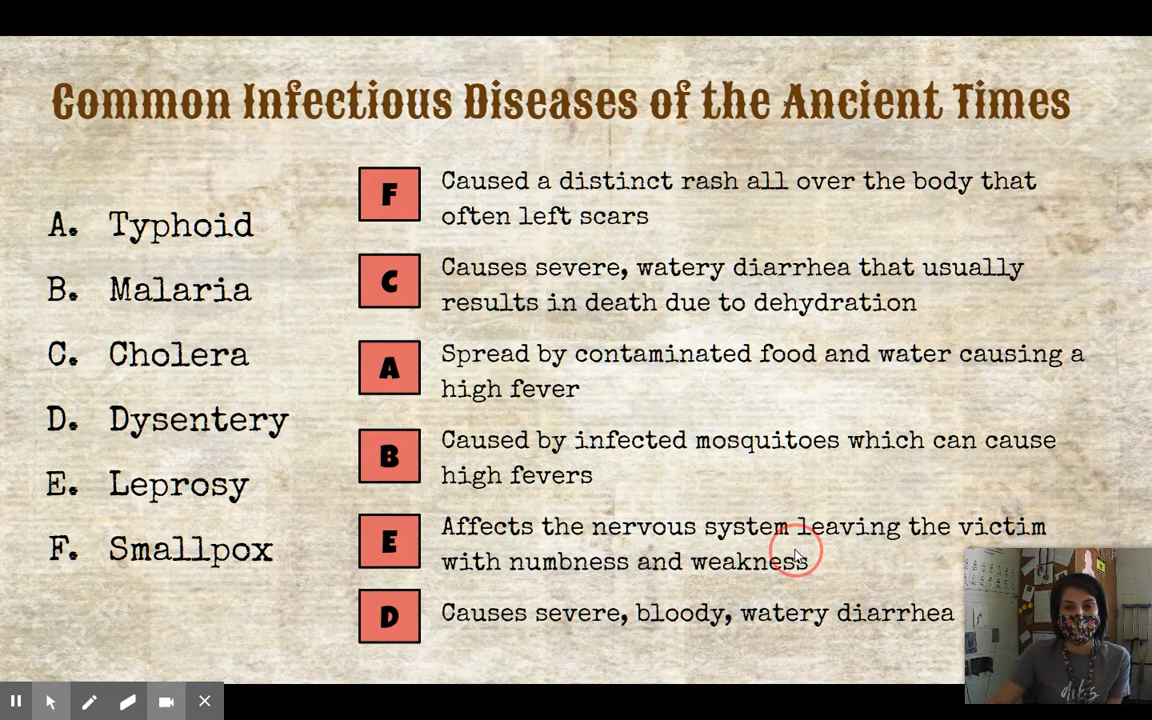 Common Infectious Diseases of the Ancient Times
A. Typhoid
B. Malaria
C. Cholera
D. Dysentery
E. Leprosy
F. Smallpox
F Caused a distinct rash all over the body that
often left scars
C Causes severe, watery diarrhea that usually
results in death due to dehydration
A Spread by contaminated food and water causing a
high fever
B Caused by infected mosquitoes which can cause
high fevers
E Affects the nervous system leaving the victim
with numbness and weakness
D Causes severe, bloody, watery diarrhea